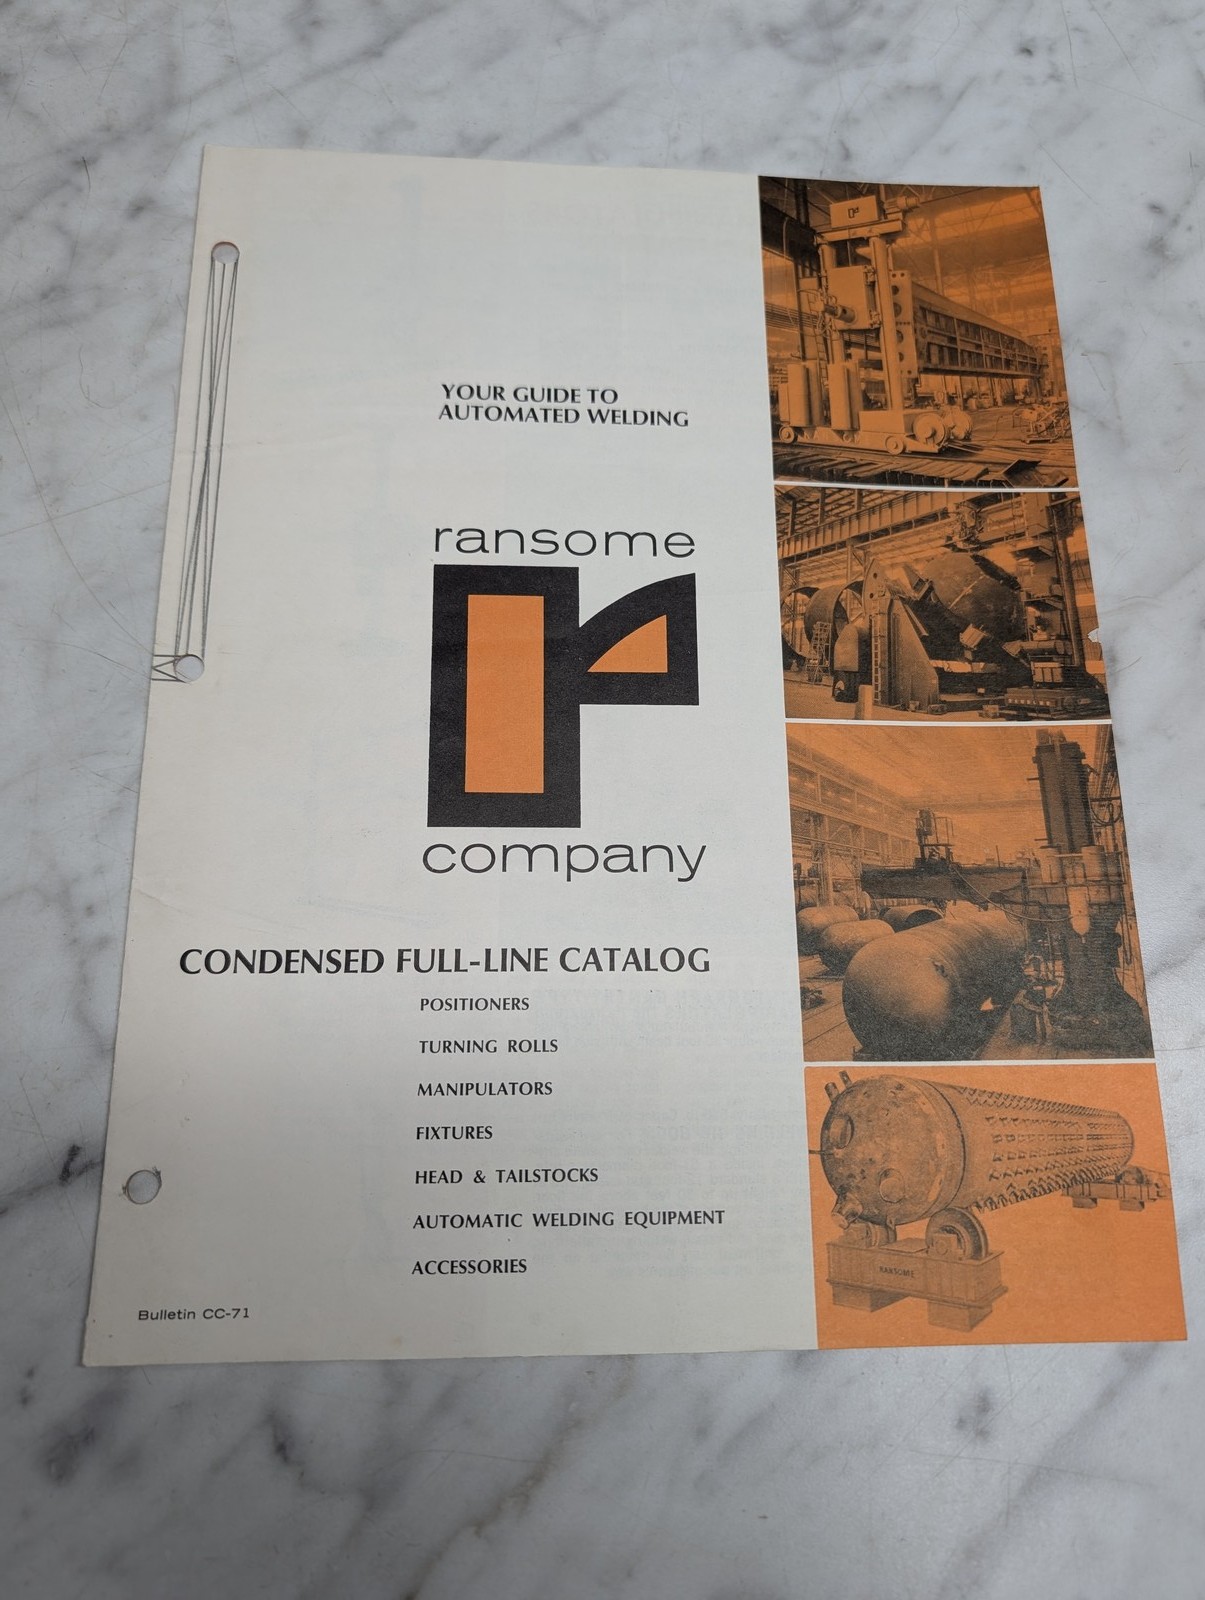 YOUR GUIDE TO
AUTOMATED WELDING
ransome
r
company
CONDENSED FULL-LINE CATALOG
POSITIONERS
TURNING ROLLS
MANIPULATORS
FIXTURES
HEAD & TAILSTOCKS
AUTOMATIC WELDING EQUIPMENT
ACCESSORIES
Bulletin CC-71
r
RANSOME